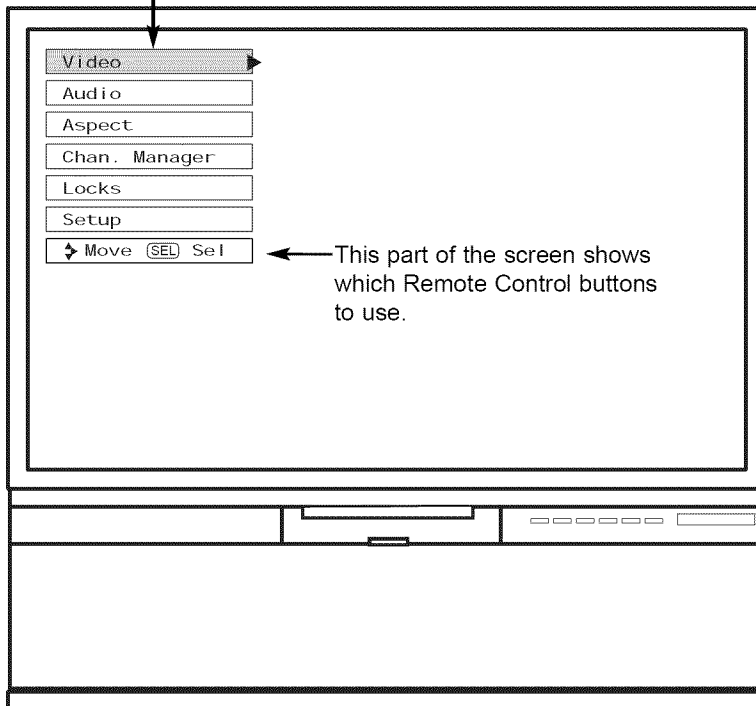 Video
Audio
Aspect
Chan. Manager
Locks
Setup
Move SEL Sel
This part of the screen shows
which Remote Control buttons
to use.